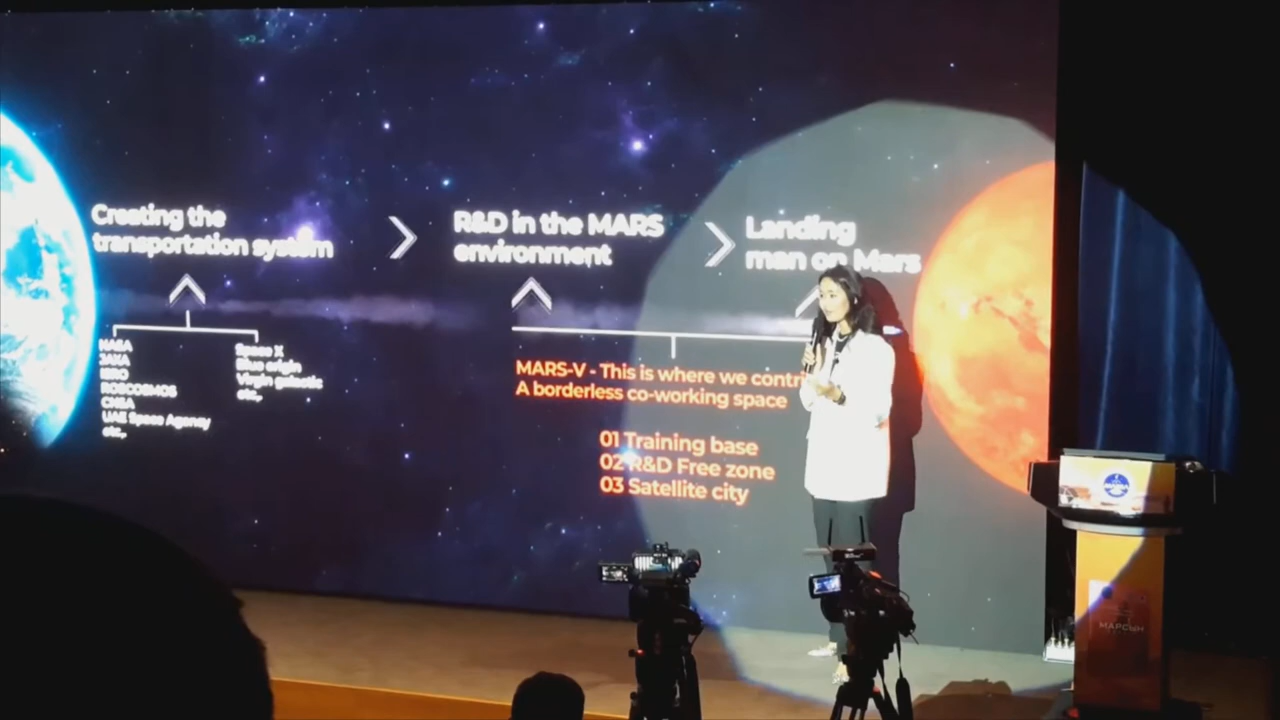 Creating the
transportation system
R&D in the MARS
environment
Landing
man on Mars
NASA
JAXA
ROSCOSMOS
CNSA
UAE Space Agency
etc,.
Space X
Blue origin
Virgin galactic
etc,.
MARS-V - This is where we contri
A borderless co-working space
01 Training base
02 R&D Free zone
03 Satellite city
МАРСЫН